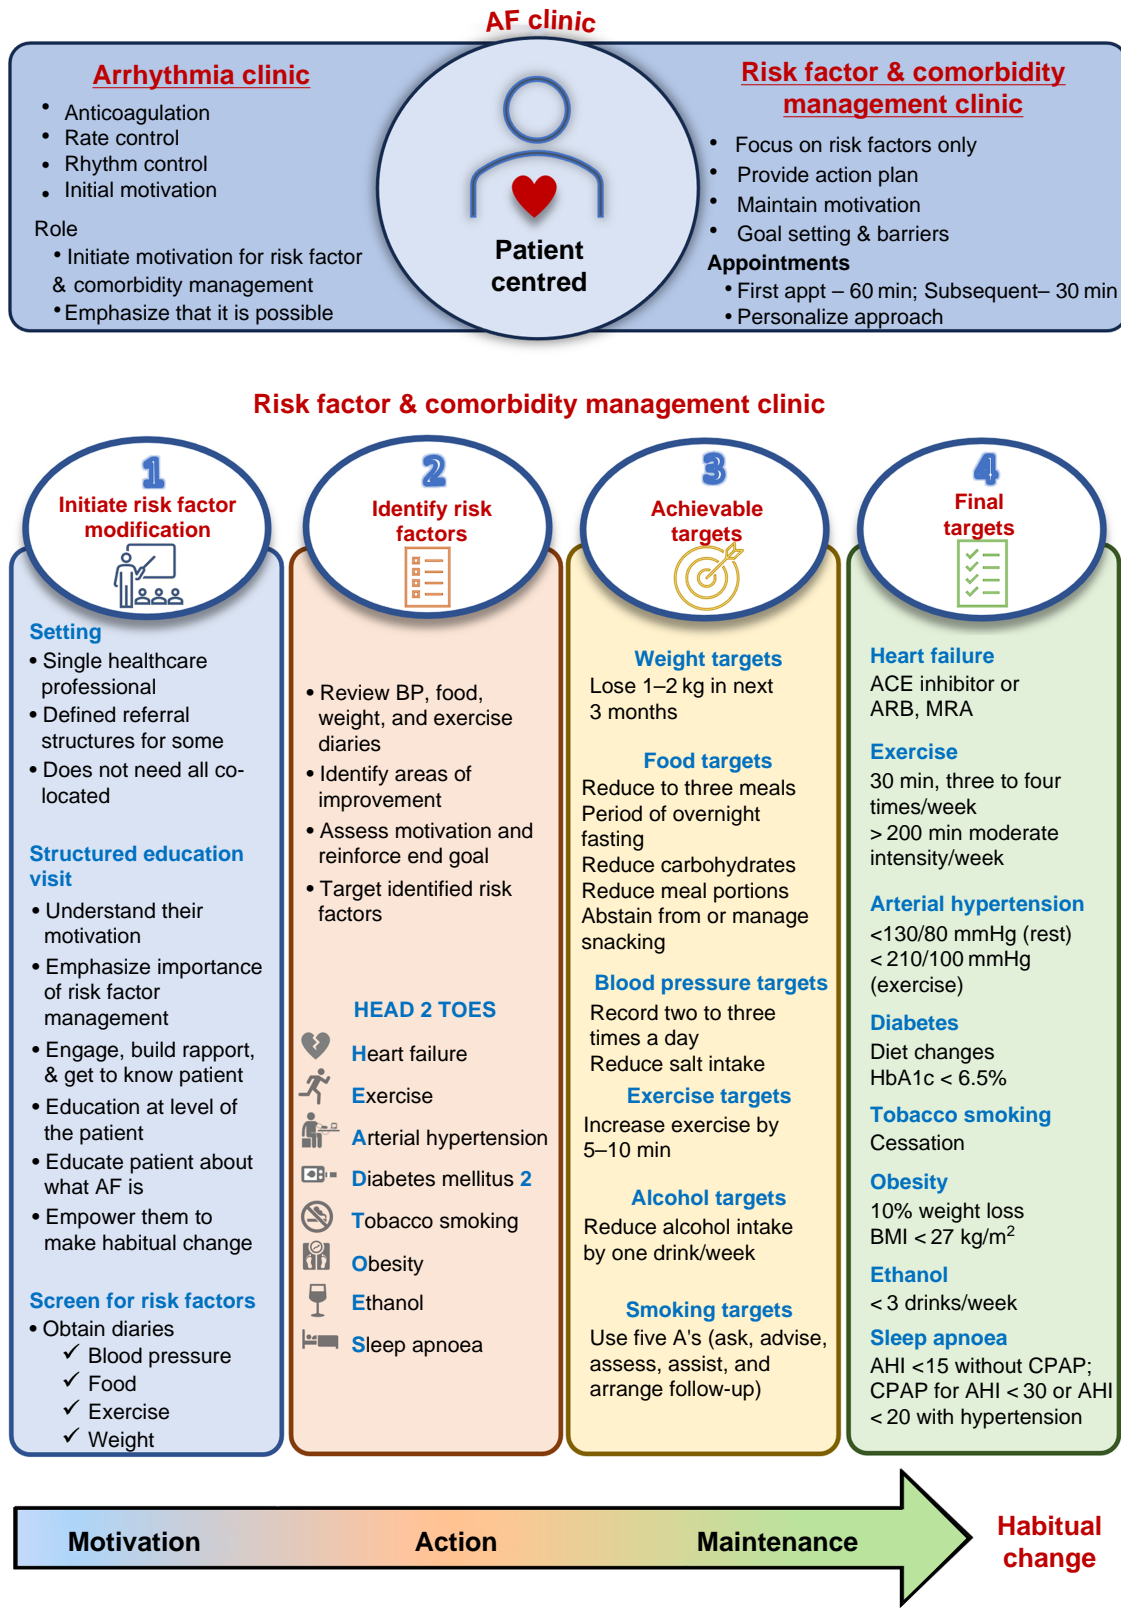 AF clinic
Arrhythmia clinic
• Anticoagulation
• Rate control
• Rhythm control
• Initial motivation
Role
• Initiate motivation for risk factor
& comorbidity management
• Emphasize that it is possible
Patient
centred
Risk factor & comorbidity
management clinic
• Focus on risk factors only
• Provide action plan
• Maintain motivation
• Goal setting & barriers
Appointments
• First appt – 60 min; Subsequent– 30 min
• Personalize approach
Risk factor & comorbidity management clinic
1
Initiate risk factor
modification
Setting
• Single healthcare
professional
• Defined referral
structures for some
• Does not need all co-
located
Structured education
visit
• Understand their
motivation
• Emphasize importance
of risk factor
management
• Engage, build rapport,
& get to know patient
• Education at level of
the patient
• Educate patient about
what AF is
• Empower them to
make habitual change
Screen for risk factors
• Obtain diaries
✓ Blood pressure
✓ Food
✓ Exercise
✓ Weight
2
Identify risk
factors
• Review BP, food,
weight, and exercise
diaries
• Identify areas of
improvement
• Assess motivation and
reinforce end goal
• Target identified risk
factors
HEAD 2 TOES
Heart failure
Exercise
Arterial hypertension
Diabetes mellitus 2
Tobacco smoking
Obesity
Ethanol
Sleep apnoea
3
Achievable
targets
Weight targets
Lose 1–2 kg in next
3 months
Food targets
Reduce to three meals
Period of overnight
fasting
Reduce carbohydrates
Reduce meal portions
Abstain from or manage
snacking
Blood pressure targets
Record two to three
times a day
Reduce salt intake
Exercise targets
Increase exercise by
5–10 min
Alcohol targets
Reduce alcohol intake
by one drink/week
Smoking targets
Use five A's (ask, advise,
assess, assist, and
arrange follow-up)
4
Final
targets
Heart failure
ACE inhibitor or
ARB, MRA
Exercise
30 min, three to four
times/week
> 200 min moderate
intensity/week
Arterial hypertension
<130/80 mmHg (rest)
< 210/100 mmHg
(exercise)
Diabetes
Diet changes
HbA1c < 6.5%
Tobacco smoking
Cessation
Obesity
10% weight loss
BMI < 27 kg/m²
Ethanol
< 3 drinks/week
Sleep apnoea
AHI <15 without CPAP;
CPAP for AHI < 30 or AHI
< 20 with hypertension
Motivation
Action
Maintenance
Habitual
change